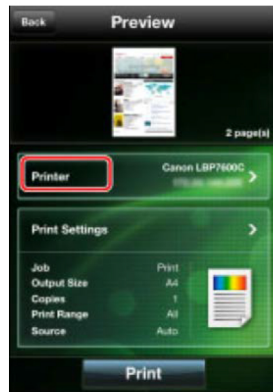 Back
Preview
2 page(s)
Printer
Canon LBP7600C
Print Settings
Job Print
Output Size A4
Copies 1
Print Range All
Source Auto
Print